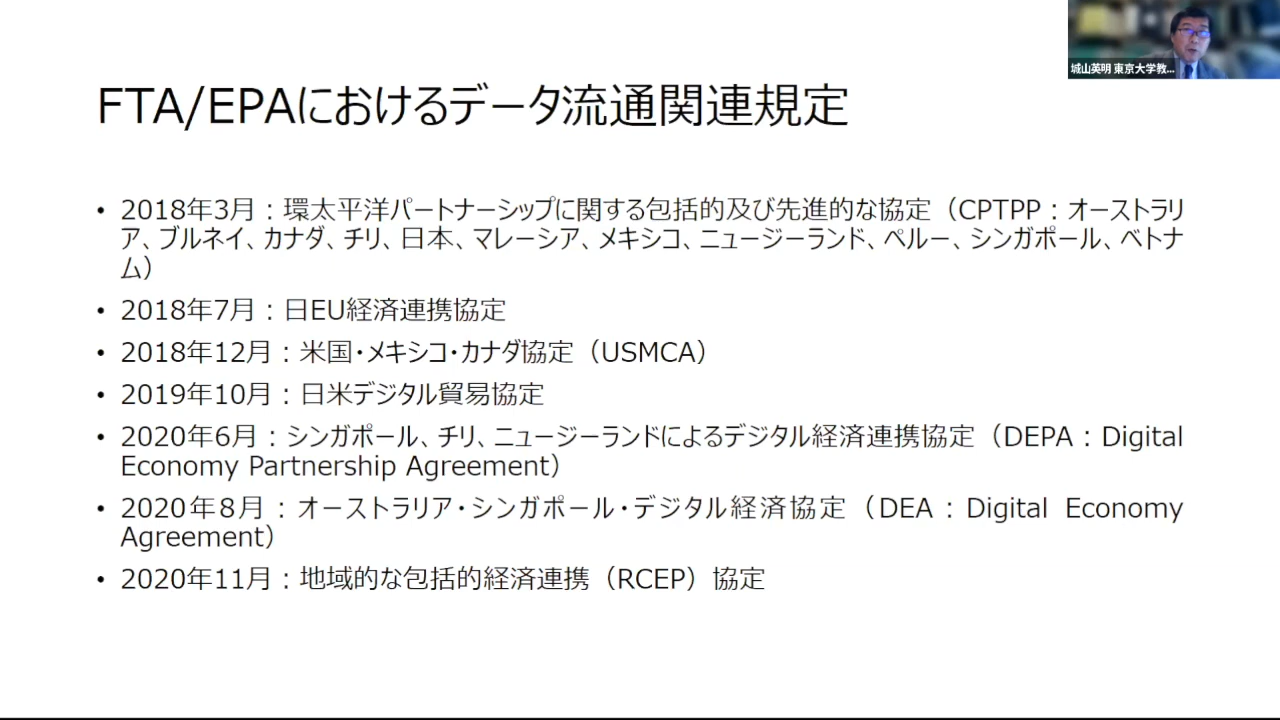 城山英明 東京大学教...
FTA/EPAにおけるデータ流通関連規定
• 2018年3月：環太平洋パートナーシップに関する包括的及び先進的な協定（CPTPP：オーストラリ
ア、ブルネイ、カナダ、チリ、日本、マレーシア、メキシコ、ニュージーランド、ペルー、シンガポール、ベトナ
ム）
• 2018年7月：日EU経済連携協定
• 2018年12月：米国・メキシコ・カナダ協定（USMCA）
• 2019年10月：日米デジタル貿易協定
• 2020年6月：シンガポール、チリ、ニュージーランドによるデジタル経済連携協定（DEPA：Digital
Economy Partnership Agreement）
• 2020年8月：オーストラリア・シンガポール・デジタル経済協定（DEA：Digital Economy
Agreement）
• 2020年11月：地域的な包括的経済連携（RCEP）協定